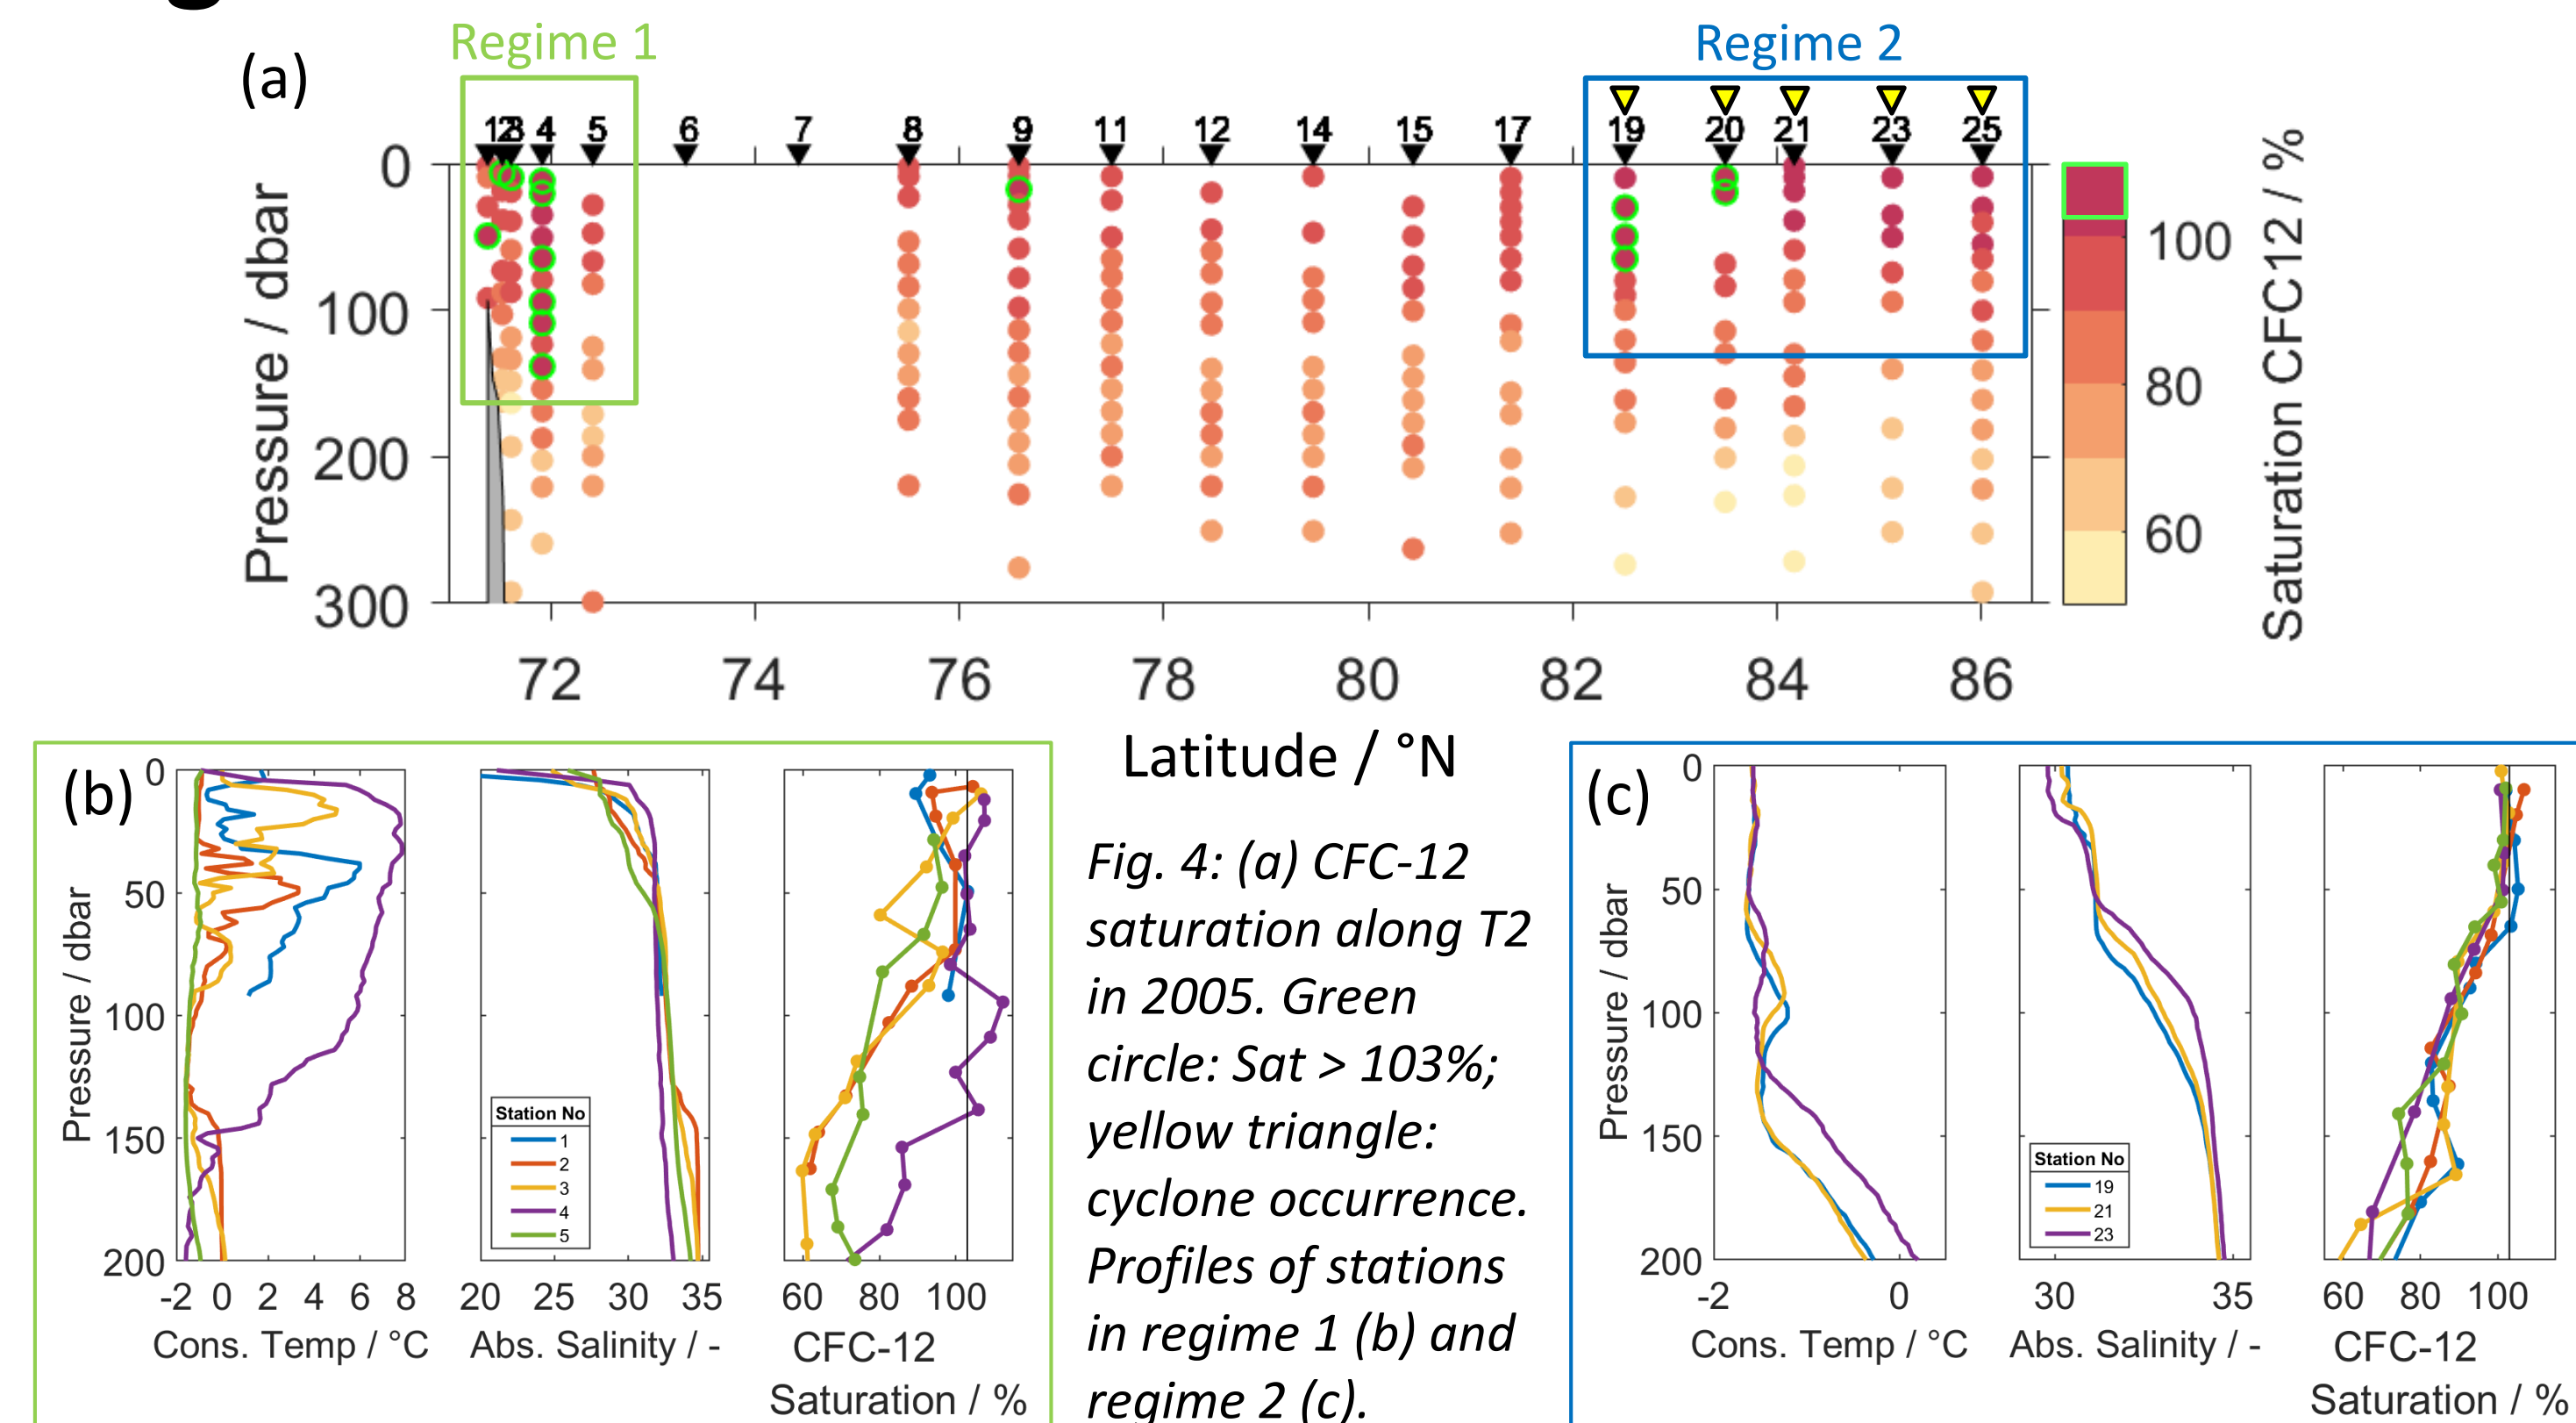 Regime 1
Regime 2
(a)
1 2 3 4 5 6 7 8 9 11 12 14 15 17 19 20 21 23 25
0
100
200
300
Pressure / dbar
72 74 76 78 80 82 84 86
Latitude / °N
100
80
60
Saturation CFC12 / %
(b)
0
50
100
150
200
Pressure / dbar
-2 0 2 4 6 8
Cons. Temp / °C
Station No
1
2
3
4
5
20 25 30 35
Abs. Salinity / -
60 80 100
CFC-12
Saturation / %
Fig. 4: (a) CFC-12
saturation along T2
in 2005. Green
circle: Sat > 103%;
yellow triangle:
cyclone occurrence.
Profiles of stations
in regime 1 (b) and
regime 2 (c).
(c)
0
50
100
150
200
Pressure / dbar
-2 0
Cons. Temp / °C
Station No
19
21
23
30 35
Abs. Salinity / -
60 80 100
CFC-12
Saturation / %